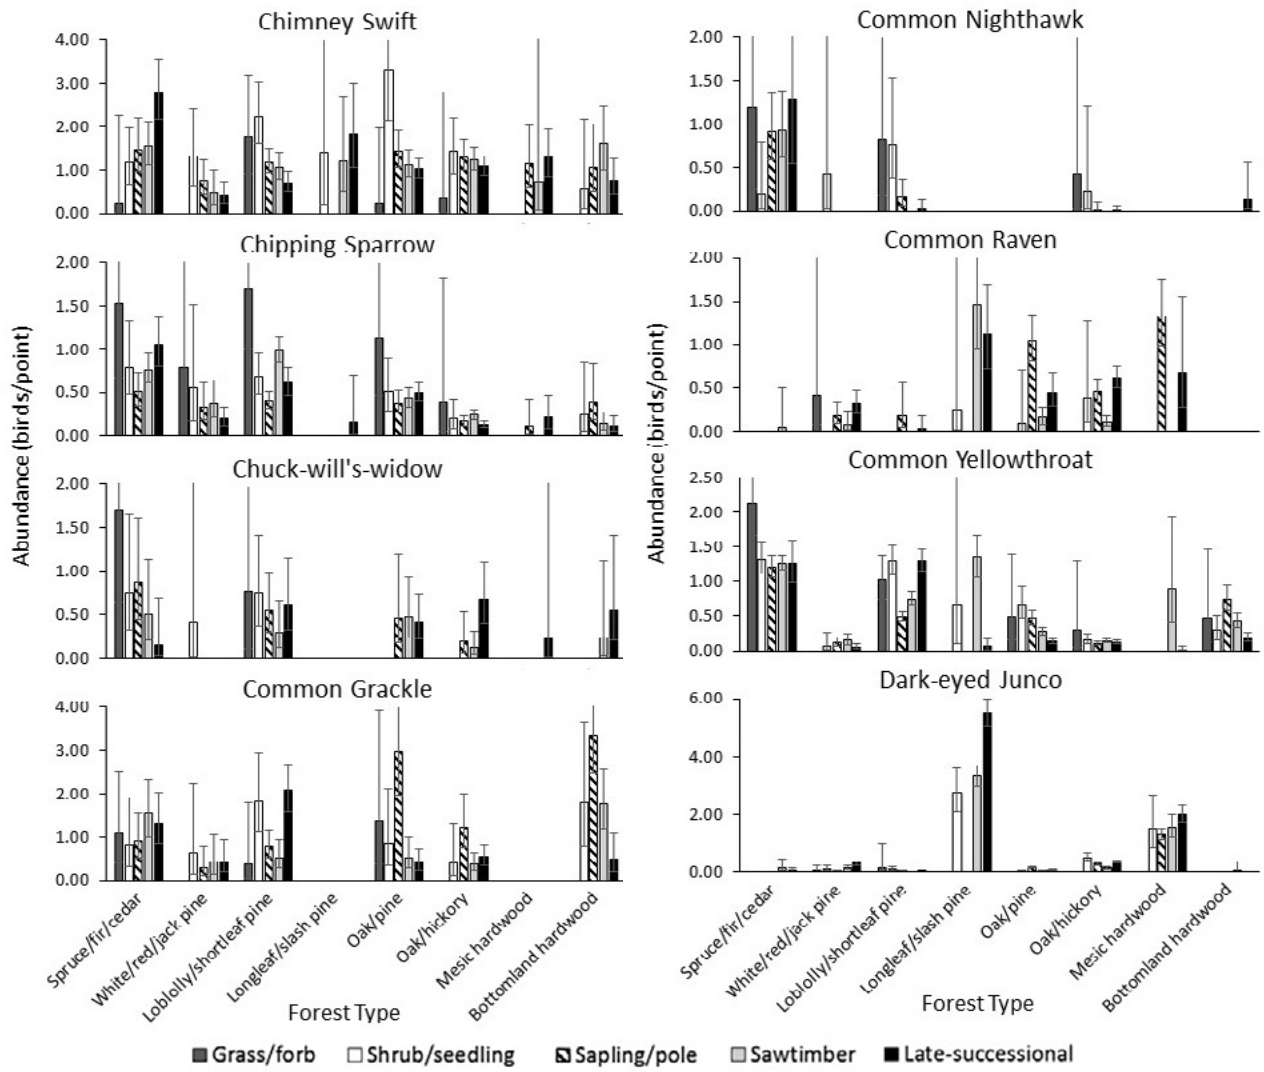 Chimney Swift
4.00
3.00
2.00
1.00
0.00
Chipping Sparrow
2.00
1.50
1.00
0.50
0.00
Chuck-will's-widow
2.00
1.50
1.00
0.50
0.00
Common Grackle
4.00
3.00
2.00
1.00
0.00
Abundance (birds/point)
Spruce/fir/cedar
White/red/jack pine
Loblolly/shortleaf pine
Longleaf/slash pine
Oak/pine
Oak/hickory
Mesic hardwood
Bottomland hardwood
Forest Type
Common Nighthawk
2.00
1.50
1.00
0.50
0.00
Common Raven
2.00
1.50
1.00
0.50
0.00
Common Yellowthroat
2.50
2.00
1.50
1.00
0.50
0.00
Dark-eyed Junco
6.00
4.00
2.00
0.00
Abundance (birds/point)
Spruce/fir/cedar
White/red/jack pine
Loblolly/shortleaf pine
Longleaf/slash pine
Oak/pine
Oak/hickory
Mesic hardwood
Bottomland hardwood
Forest Type
Grass/forb Shrub/seedling Sapling/pole Sawtimber Late-successional